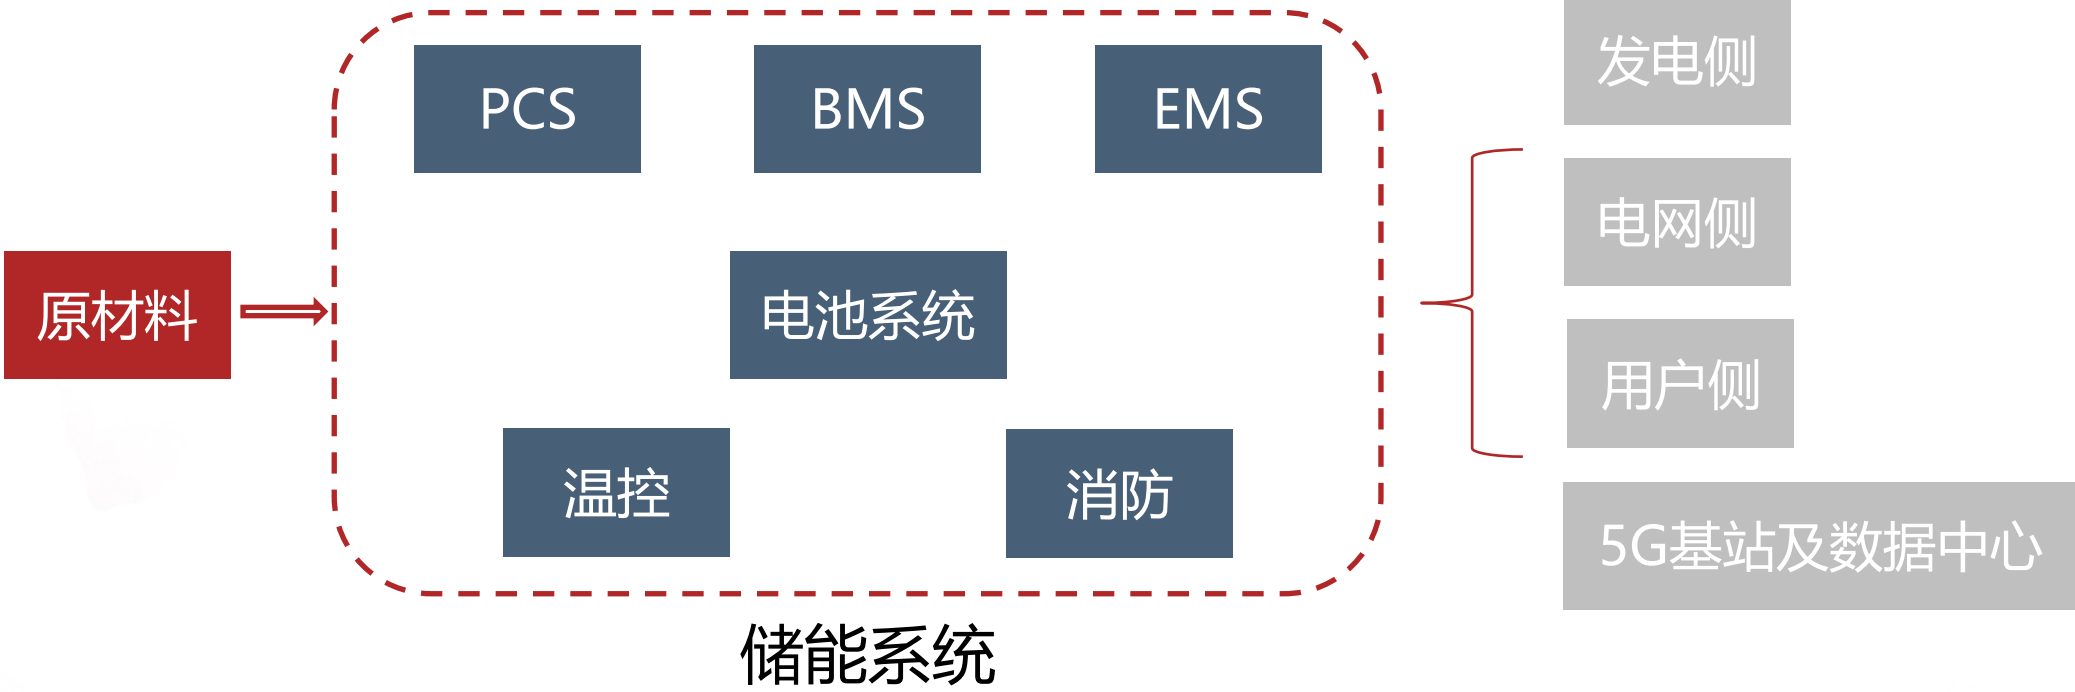 原材料
PCS
BMS
EMS
电池系统
温控
消防
储能系统
发电侧
电网侧
用户侧
5G基站及数据中心